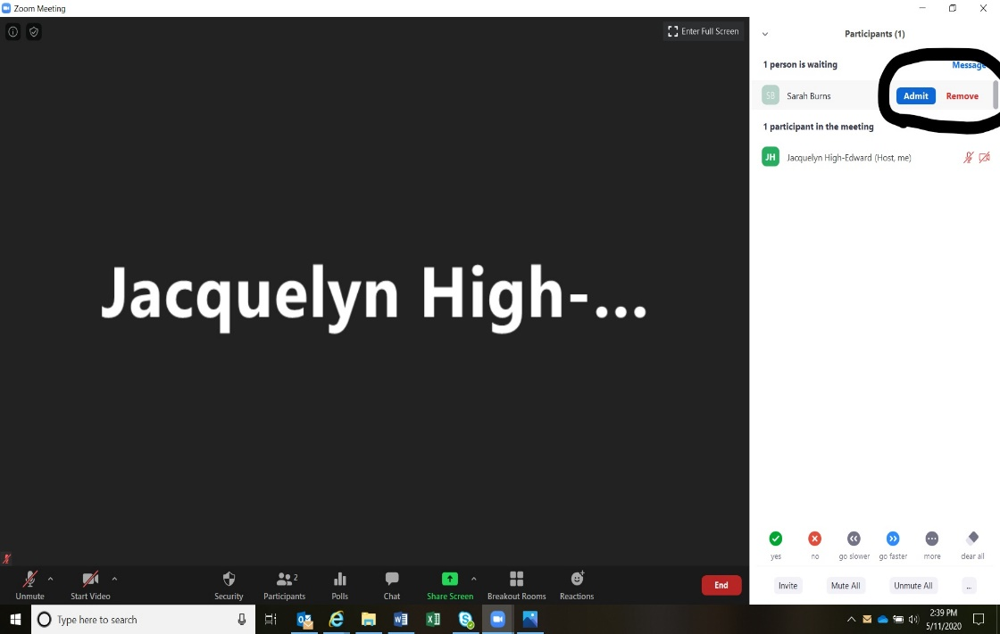 Zoom Meeting
Enter Full Screen
Participants (1)
1 person is waiting
Message
SB Sarah Burns
Admit Remove
1 participant in the meeting
JH Jacquelyn High-Edward (Host, me)
Jacquelyn High-...
yes no go slower go faster more clear all
Invite Mute All Unmute All ...
Unmute Start Video Security Participants 2 Polls Chat Share Screen Breakout Rooms Reactions End
Type here to search
2:39 PM
5/11/2020